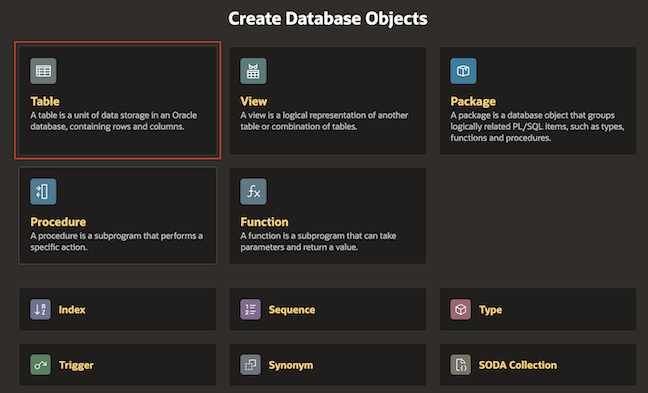 Create Database Objects
Table
A table is a unit of data storage in an Oracle
database, containing rows and columns.
View
A view is a logical representation of another
table or combination of tables.
Package
A package is a database object that groups
logically related PL/SQL items, such as types,
functions and procedures.
Procedure
A procedure is a subprogram that performs a
specific action.
Function
A function is a subprogram that can take
parameters and return a value.
Index
Sequence
Type
Trigger
Synonym
SODA Collection